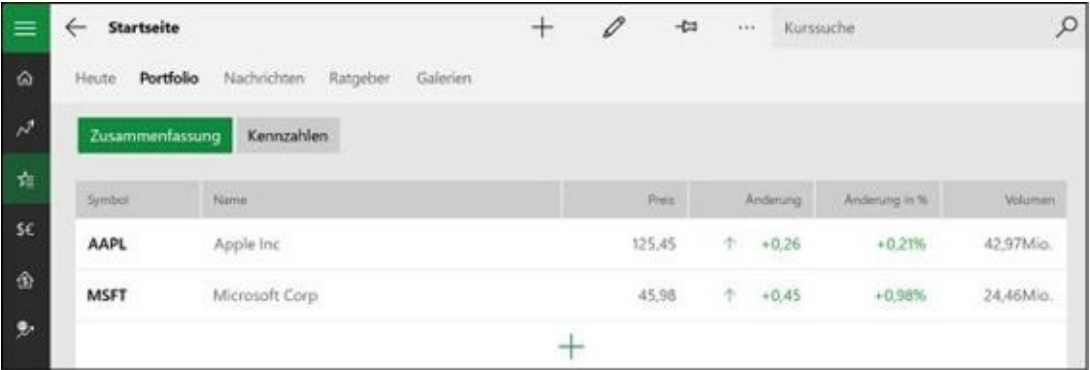 Startseite Kurssuche
Heute Portfolio Nachrichten Ratgeber Galerien
Zusammenfassung Kennzahlen
Symbol Name Preis Änderung Änderung in % Volumen
AAPL Apple Inc 125,45 ↑ +0,26 +0,21% 42,97Mio.
MSFT Microsoft Corp 45,98 ↑ +0,45 +0,98% 24,46Mio.
$€